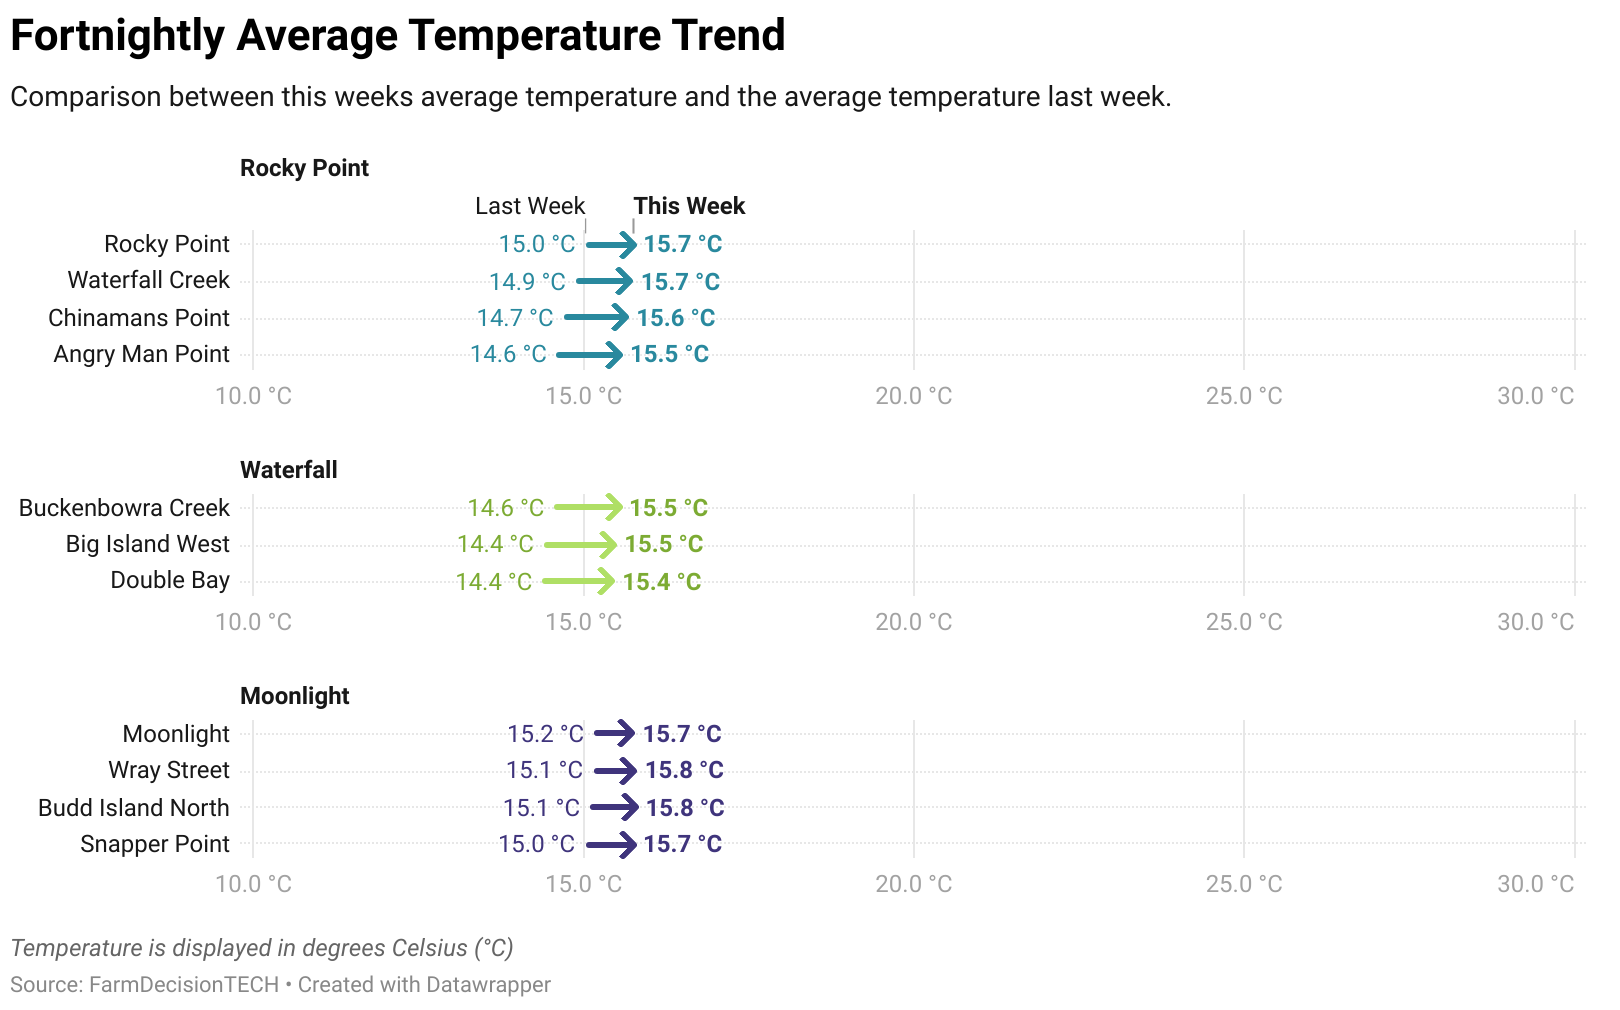 Fortnightly Average Temperature Trend
Comparison between this weeks average temperature and the average temperature last week.
Rocky Point
Last Week This Week
Rocky Point 15.0 °C 15.7 °C
Waterfall Creek 14.9 °C 15.7 °C
Chinamans Point 14.7 °C 15.6 °C
Angry Man Point 14.6 °C 15.5 °C
10.0 °C 15.0 °C 20.0 °C 25.0 °C 30.0 °C
Waterfall
Buckenbowra Creek 14.6 °C 15.5 °C
Big Island West 14.4 °C 15.5 °C
Double Bay 14.4 °C 15.4 °C
10.0 °C 15.0 °C 20.0 °C 25.0 °C 30.0 °C
Moonlight
Moonlight 15.2 °C 15.7 °C
Wray Street 15.1 °C 15.8 °C
Budd Island North 15.1 °C 15.8 °C
Snapper Point 15.0 °C 15.7 °C
10.0 °C 15.0 °C 20.0 °C 25.0 °C 30.0 °C
Temperature is displayed in degrees Celsius (°C)
Source: FarmDecisionTECH • Created with Datawrapper